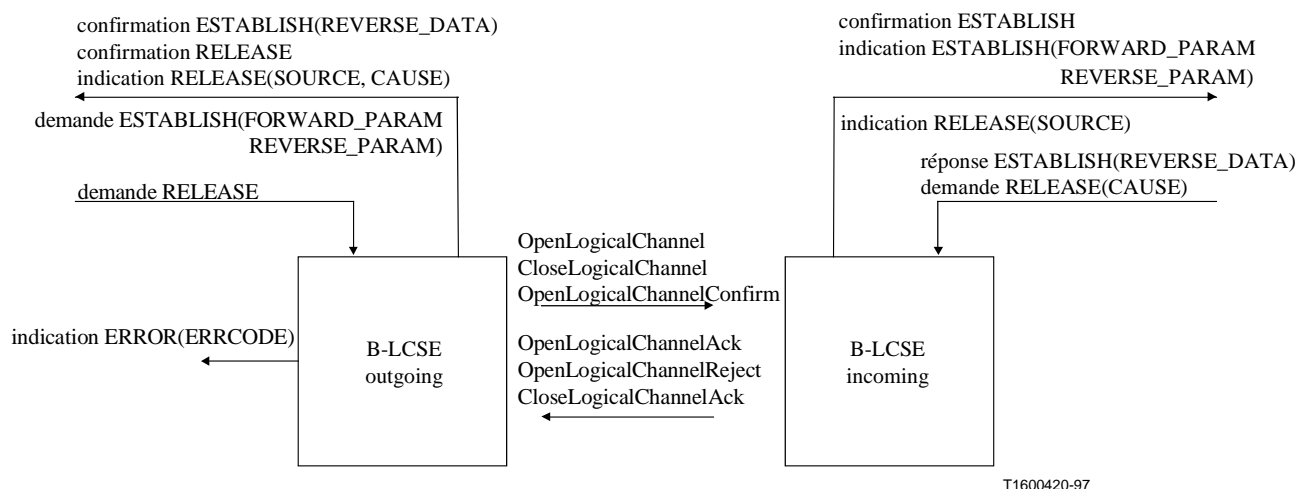 confirmation ESTABLISH(REVERSE_DATA)
confirmation RELEASE
indication RELEASE(SOURCE, CAUSE)
demande ESTABLISH(FORWARD_PARAM
REVERSE_PARAM)
demande RELEASE
confirmation ESTABLISH
indication ESTABLISH(FORWARD_PARAM
REVERSE_PARAM)
indication RELEASE(SOURCE)
réponse ESTABLISH(REVERSE_DATA)
demande RELEASE(CAUSE)
OpenLogicalChannel
CloseLogicalChannel
OpenLogicalChannelConfirm
indication ERROR(ERRCODE)
B-LCSE
outgoing
OpenLogicalChannelAck
OpenLogicalChannelReject
CloseLogicalChannelAck
B-LCSE
incoming
T1600420-97